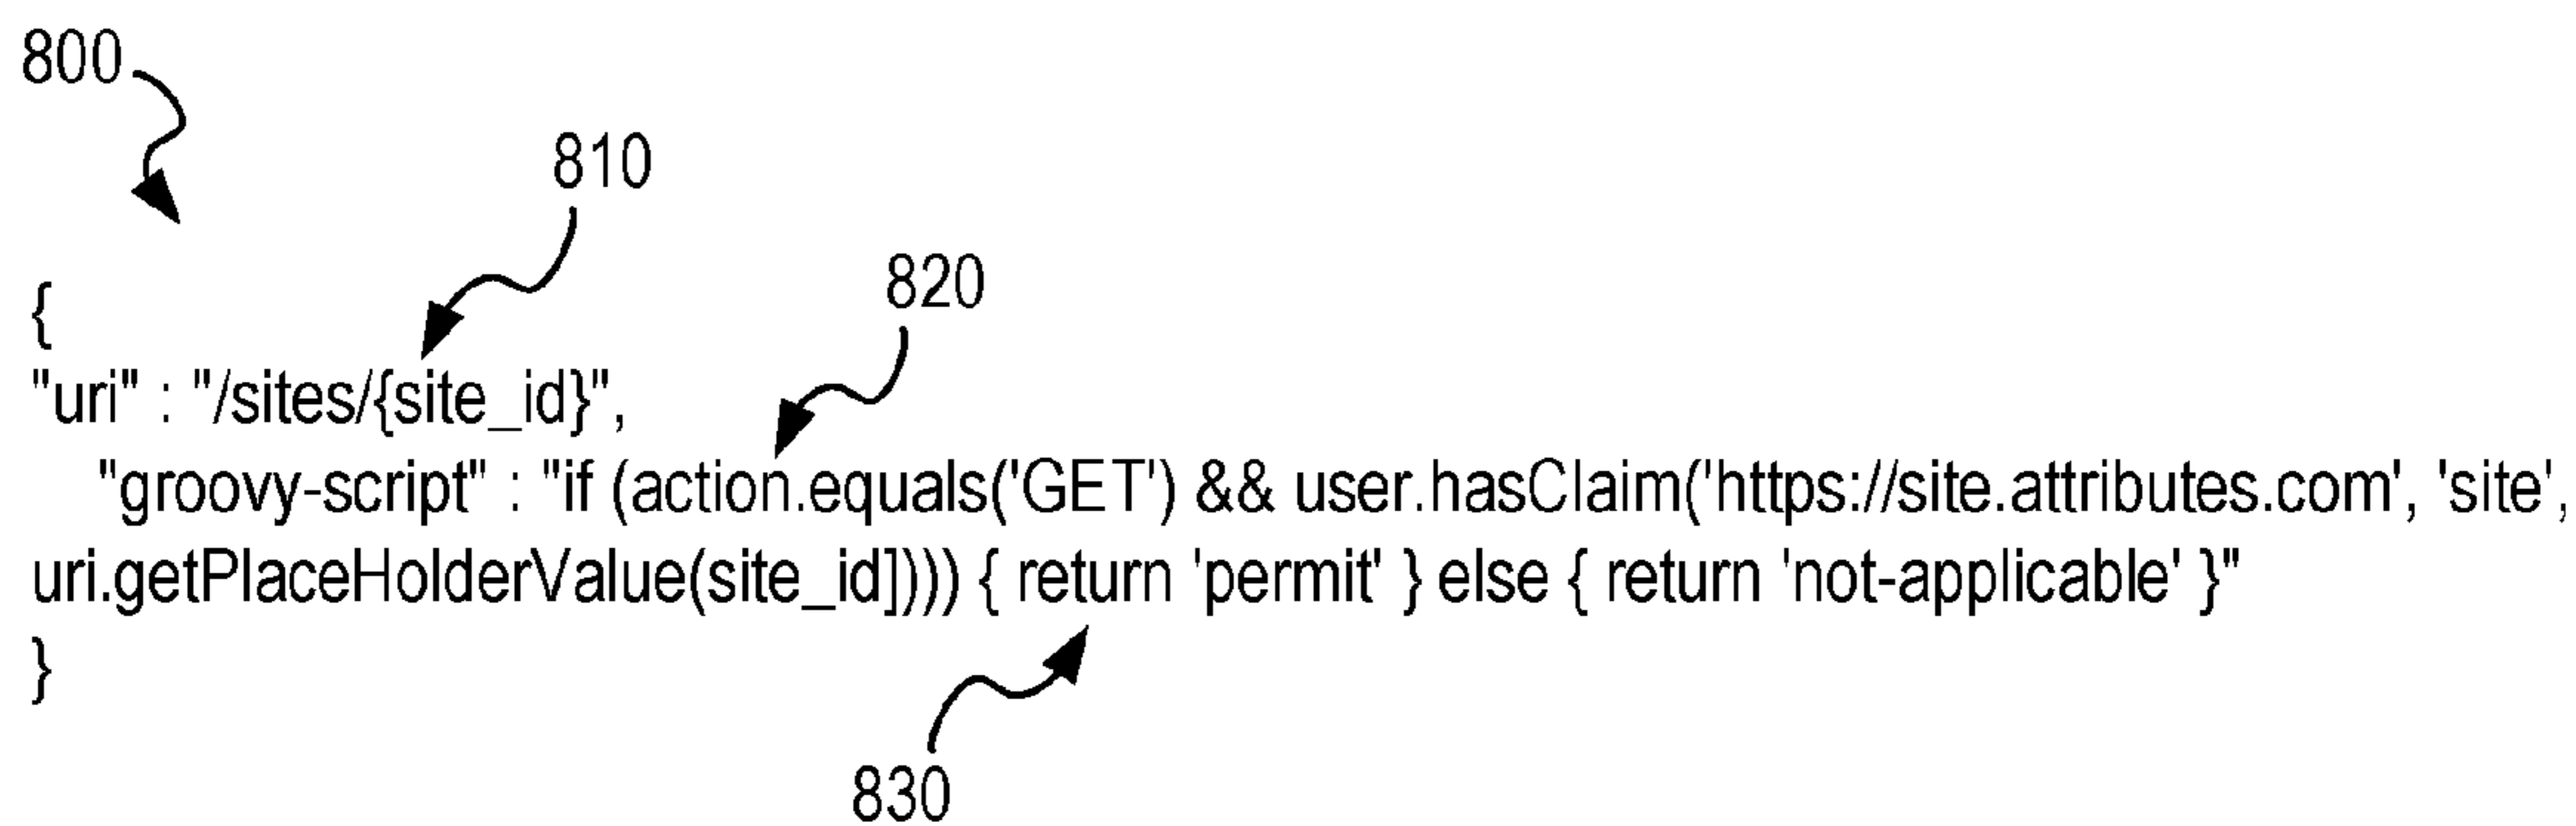 800
810
820
{
"uri" : "/sites/{site_id}",
"groovy-script" : "if (action.equals('GET') && user.hasClaim('https://site.attributes.com', 'site',
uri.getPlaceHolderValue(site_id]))) { return 'permit' } else { return 'not-applicable' }"
}
830